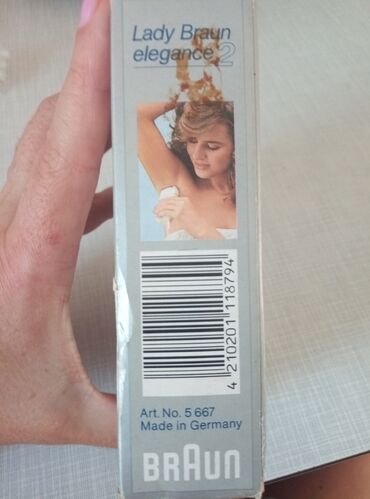 Lady Braun
elegance 2
4 210201 118794
Art. No. 5 667
Made in Germany
BRAUN